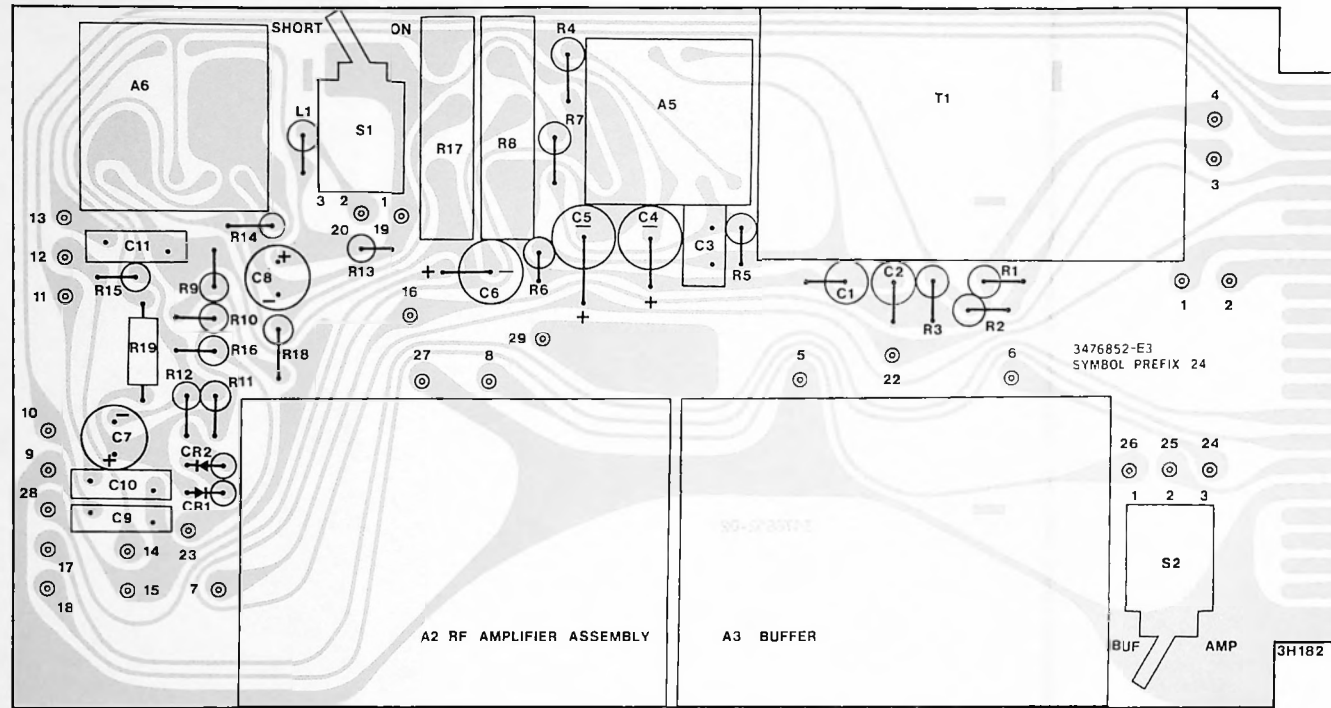 SHORT ON
A6
L1
S1
R17
R8
R4
R7
A5
T1
4
3
3 2 1
20 19
13
12
11
C11
R14
R13
R15
R9
C8
+
−
R10
R16
R18
R19
R12 R11
+ −
C6
R6
C5
−
+
C4
−
+
C3
R5
C1
C2
R3
R1
R2
1 2
16
29
27
8
5
22
6
3476852-E3
SYMBOL PREFIX 24
10
9
28
17
18
−
C7
+
CR2
CR1
C10
C9
14
15
23
7
26 25 24
1 2 3
S2
BUF AMP
A2 RF AMPLIFIER ASSEMBLY
A3 BUFFER
3H182